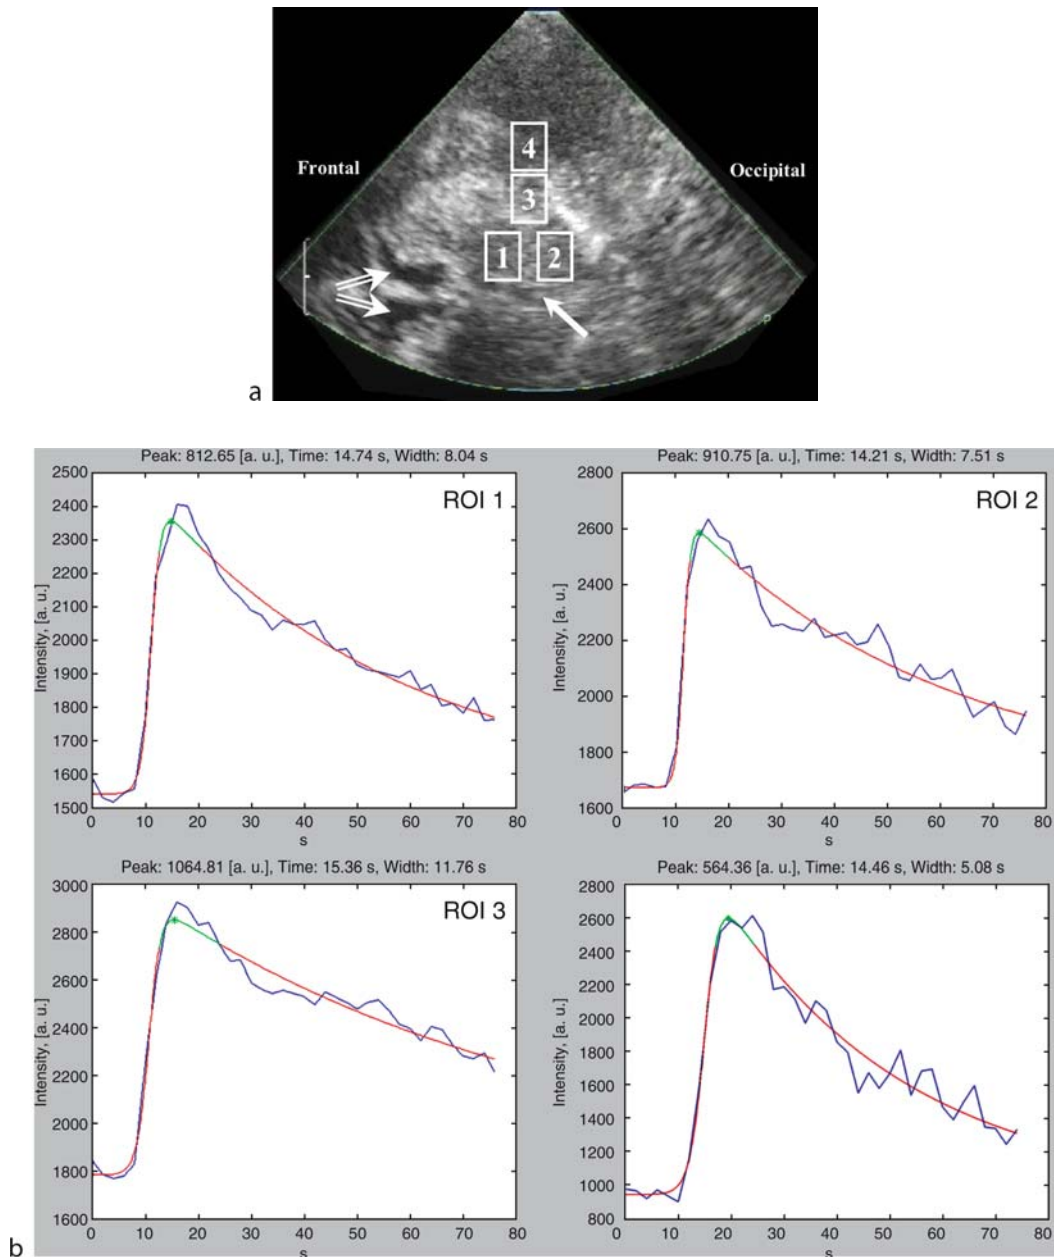 Frontal
Occipital
4
3
1
2
a
Peak: 812.65 [a. u.], Time: 14.74 s, Width: 8.04 s
ROI 1
Intensity, [a. u.]
2500
2400
2300
2200
2100
2000
1900
1800
1700
1600
1500
0 10 20 30 40 50 60 70 80
s
Peak: 910.75 [a. u.], Time: 14.21 s, Width: 7.51 s
ROI 2
Intensity, [a. u.]
2800
2600
2400
2200
2000
1800
1600
0 10 20 30 40 50 60 70 80
s
Peak: 1064.81 [a. u.], Time: 15.36 s, Width: 11.76 s
ROI 3
Intensity, [a. u.]
3000
2800
2600
2400
2200
2000
1800
1600
0 10 20 30 40 50 60 70 80
s
Peak: 564.36 [a. u.], Time: 14.46 s, Width: 5.08 s
Intensity, [a. u.]
2800
2600
2400
2200
2000
1800
1600
1400
1200
1000
800
0 10 20 30 40 50 60 70 80
s
b